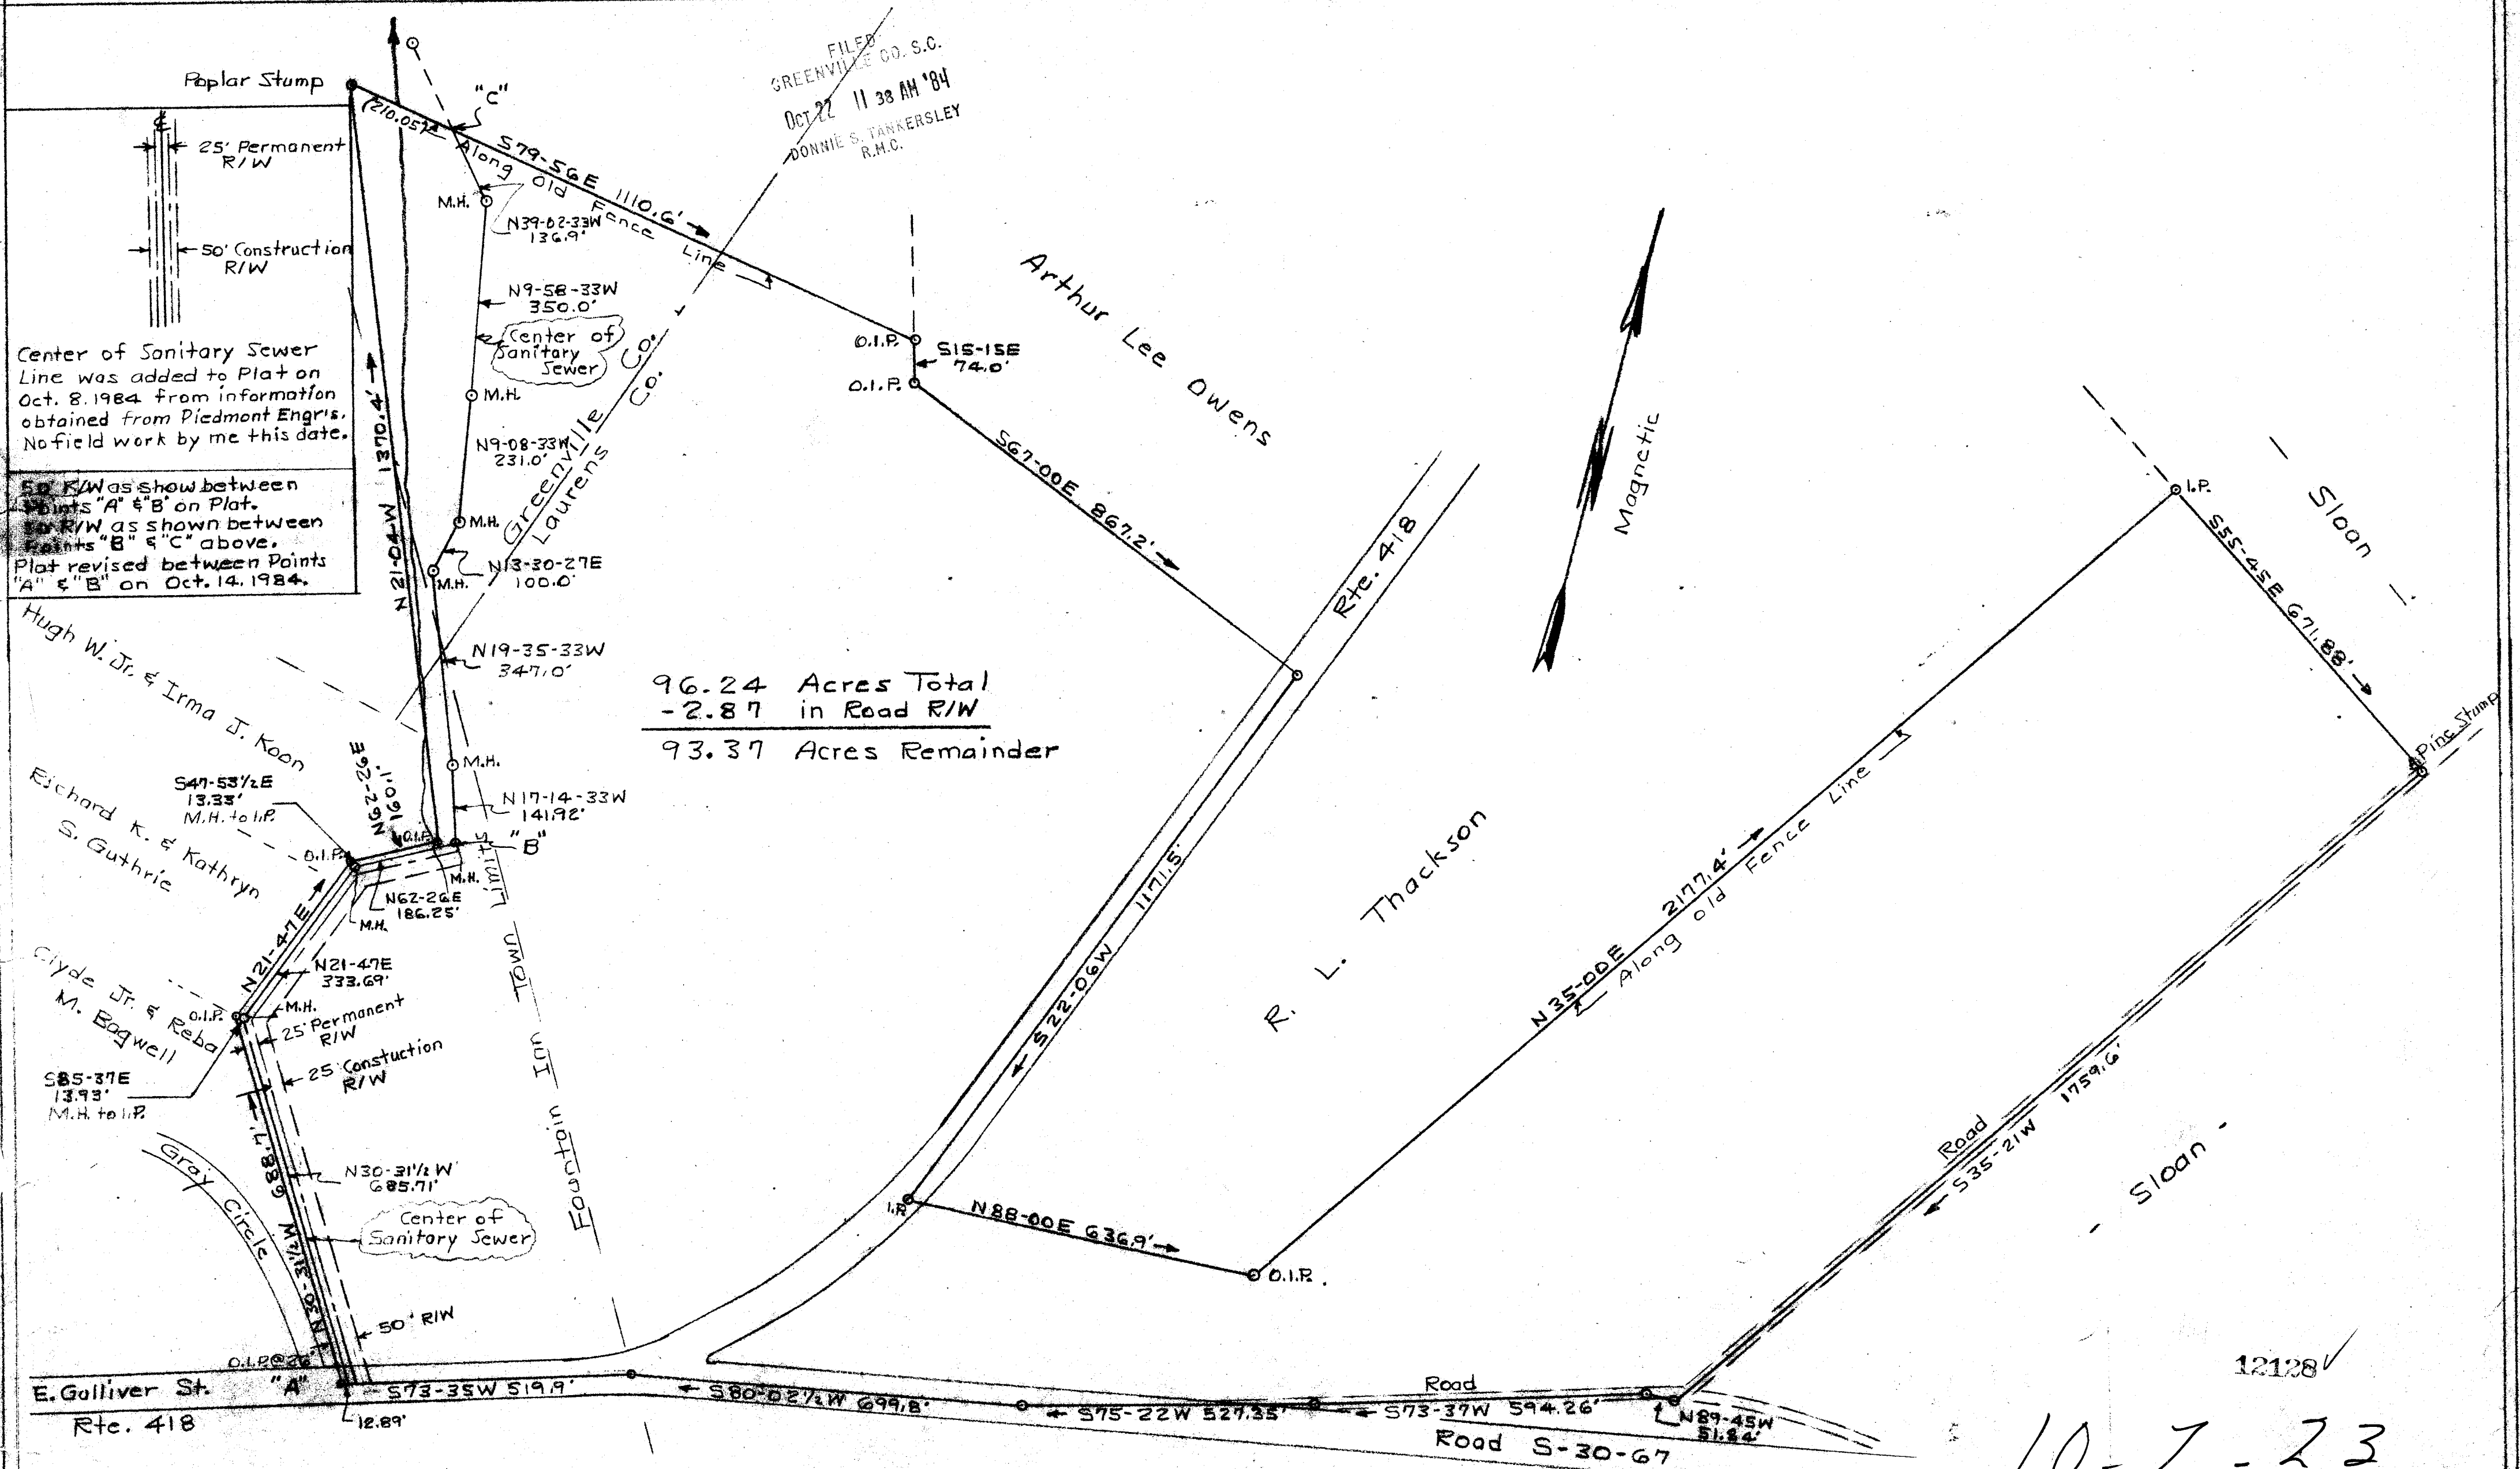 Poplar Stump
"C"
FILED
GREENVILLE CO. S.C.
Oct 22 11 38 AM '84
DONNIE S. TANKERSLEY
R.M.C.
(210.05')
S79-56E 1110.6'
Along Old Fence Line
25' Permanent
R/W
50' Construction
R/W
Center of Sanitary Sewer
Line was added to Plat on
Oct. 8. 1984 from information
obtained from Piedmont Engr's.
No field work by me this date.
50' R/W as show between
Points "A" & "B" on Plat.
R/W as shown between
Points "B" & "C" above.
Plat revised between Points
"A" & "B" on Oct. 14. 1984.
M.H.
N39-02-33W
136.9'
N9-58-33W
350.0'
Center of
Sanitary
Sewer
M.H.
N9-08-33W
231.0'
M.H.
N13-30-27E
100.0'
M.H.
N21-04-W 1370.4'
Greenville Co.
Laurens Co.
N19-35-33W
347.0'
M.H.
N17-14-33W
141.92'
"B"
O.I.P.
S15-15E
74.0'
O.I.P.
Arthur Lee Owens
S67-00E 867.2'
Rte. 418
Magnetic
I.P.
Sloan
S55-45E 671.88'
Pine Stump
96.24 Acres Total
-2.87 in Road R/W
93.37 Acres Remainder
Hugh W. Jr. & Irma J. Koon
Richard K. & Kathryn
S. Guthrie
Clyde Jr. & Reba
M. Bagwell
S47-53½E
13.33'
M.H. to I.P.
N62-26E
O.I.P.
O.I.P.
M.H.
N62-26E
186.25'
M.H.
N21-47E
N21-47E
333.69'
O.I.P.
M.H.
25' Permanent
R/W
25' Constuction
R/W
S85-37E
13.93'
M.H. to I.P.
Gray Circle
N30-31½W 689.4'
N30-31½W
685.71'
Center of
Sanitary Sewer
50' R/W
Fountain Inn Town Limits
1171.5'
S22-06W
R. L. Thackson
N35-00E 2177.4'
Along Old Fence Line
I.P.
N88-00E 636.9'
O.I.P.
Road
S35-21W 1759.6'
- Sloan -
O.I.P.@26'
E. Gulliver St.
"A"
S73-35W 519.9'
S80-02½W 699.8'
S75-22W 527.35'
Road
S73-37W 594.26'
N89-45W
51.84'
Rte. 418
12.89'
Road S-30-67
12128
10-7-23